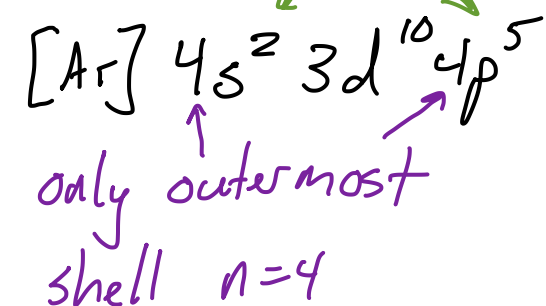 [Ar] 4s² 3d¹⁰ 4p⁵
only outermost
shell n=4